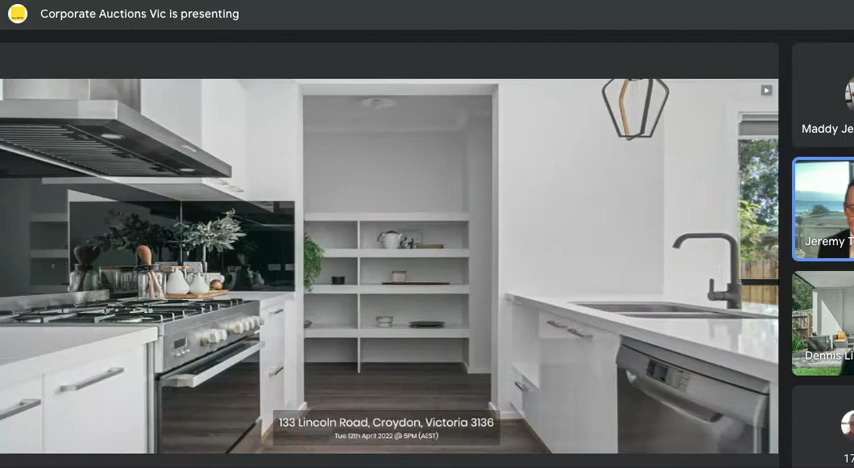 Corporate Auctions Vic is presenting
Maddy Je
Jeremy T
Dennis Li
133 Lincoln Road, Croydon, Victoria 3136
Tue 12th April 2022 @ 5PM (AEST)
17